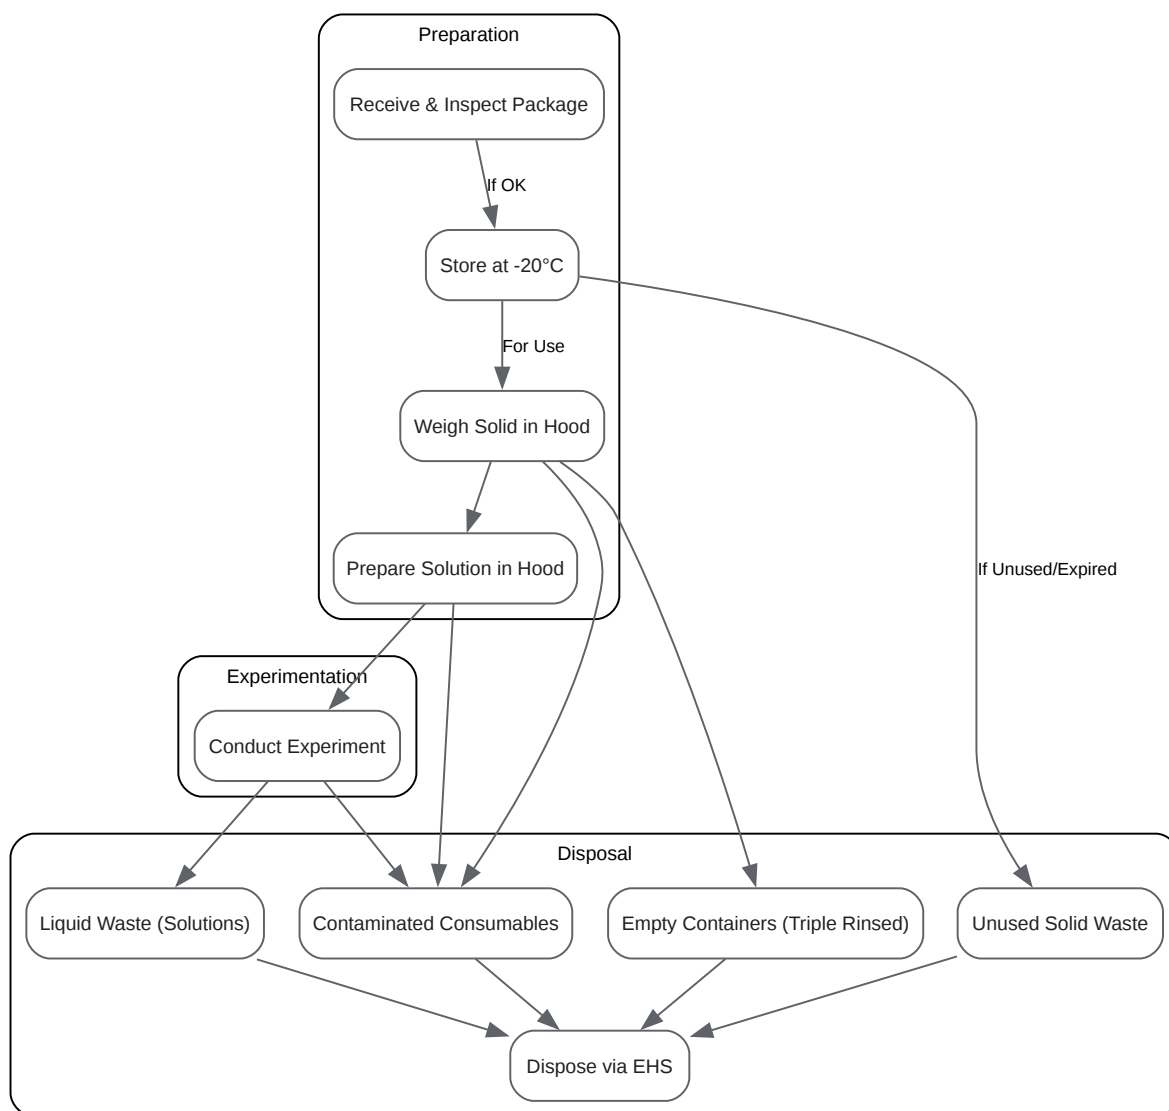 Preparation
Receive & Inspect Package
If OK
Store at -20°C
For Use
Weigh Solid in Hood
Prepare Solution in Hood
If Unused/Expired
Experimentation
Conduct Experiment
Disposal
Liquid Waste (Solutions)
Contaminated Consumables
Empty Containers (Triple Rinsed)
Unused Solid Waste
Dispose via EHS